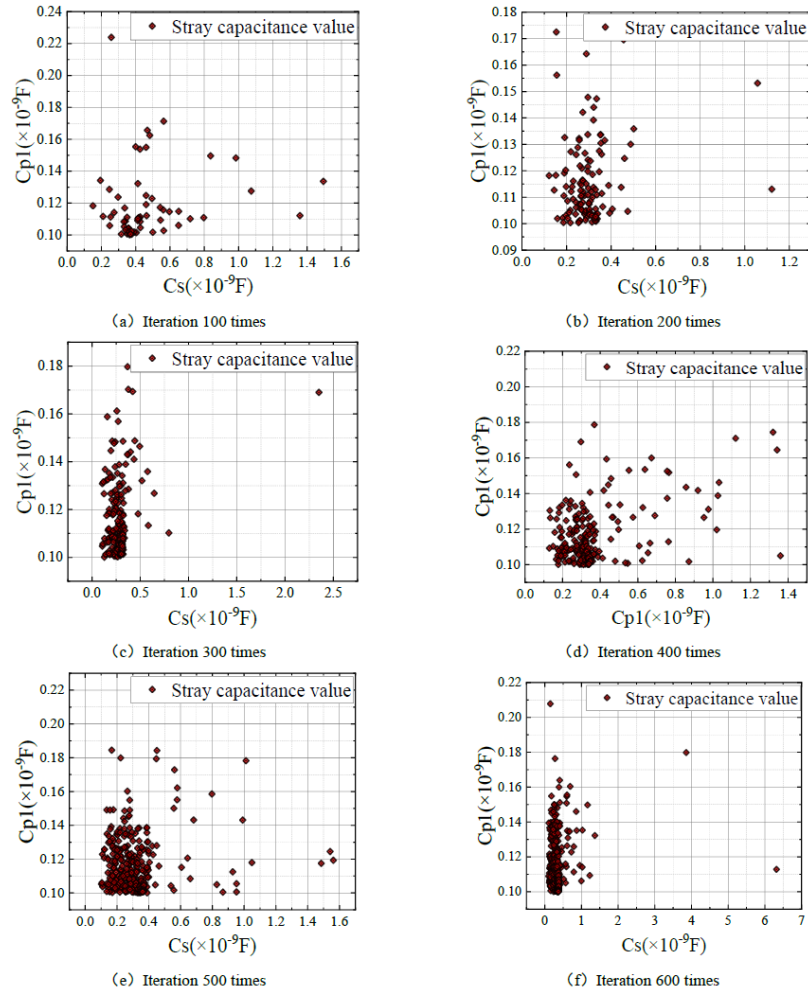 Stray capacitance value
Cp1(×10⁻⁹F)
0.24
0.22
0.20
0.18
0.16
0.14
0.12
0.10
0.0 0.2 0.4 0.6 0.8 1.0 1.2 1.4 1.6
Cs(×10⁻⁹F)
(a) Iteration 100 times
Stray capacitance value
Cp1(×10⁻⁹F)
0.18
0.17
0.16
0.15
0.14
0.13
0.12
0.11
0.10
0.09
0.0 0.2 0.4 0.6 0.8 1.0 1.2
Cs(×10⁻⁹F)
(b) Iteration 200 times
Stray capacitance value
Cp1(×10⁻⁹F)
0.18
0.16
0.14
0.12
0.10
0.0 0.5 1.0 1.5 2.0 2.5
Cs(×10⁻⁹F)
(c) Iteration 300 times
Stray capacitance value
Cp1(×10⁻⁹F)
0.22
0.20
0.18
0.16
0.14
0.12
0.10
0.0 0.2 0.4 0.6 0.8 1.0 1.2 1.4
Cp1(×10⁻⁹F)
(d) Iteration 400 times
Stray capacitance value
Cp1(×10⁻⁹F)
0.22
0.20
0.18
0.16
0.14
0.12
0.10
0.0 0.2 0.4 0.6 0.8 1.0 1.2 1.4 1.6
Cs(×10⁻⁹F)
(e) Iteration 500 times
Stray capacitance value
Cp1(×10⁻⁹F)
0.22
0.20
0.18
0.16
0.14
0.12
0.10
0 1 2 3 4 5 6 7
Cs(×10⁻⁹F)
(f) Iteration 600 times